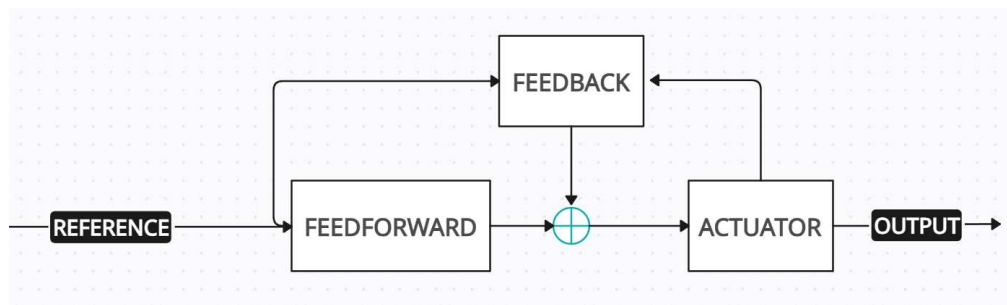 FEEDBACK
REFERENCE
FEEDFORWARD
ACTUATOR
OUTPUT